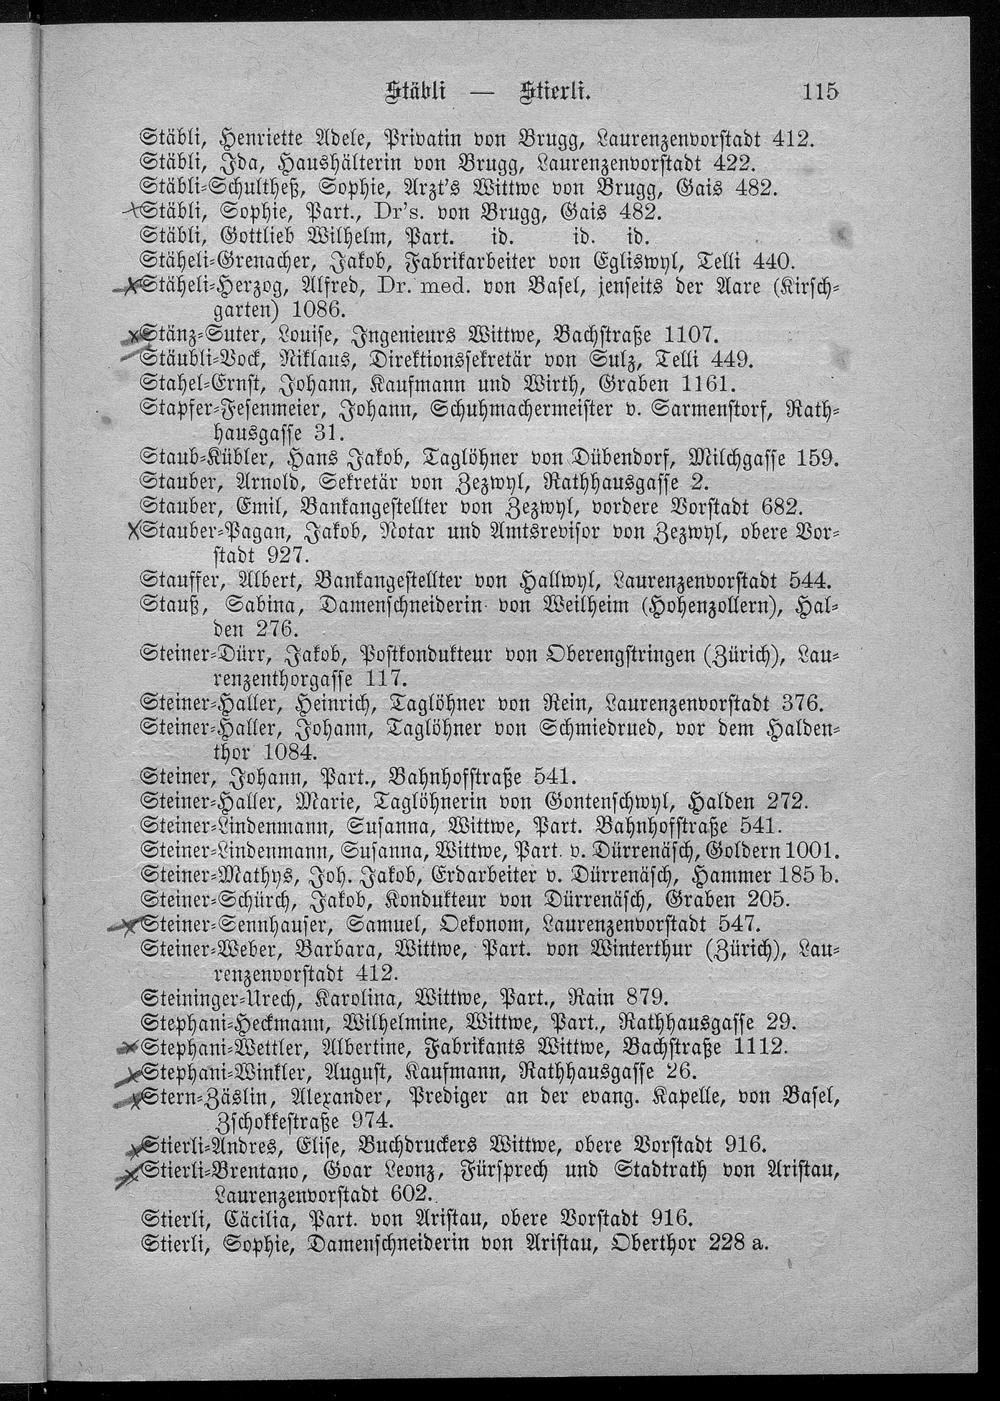 Stäbli — Stierli. 115
Stäbli, Henriette Adele, Privatin von Brugg, Laurenzenvorstadt 412.
Stäbli, Ida, Haushälterin von Brugg, Laurenzenvorstadt 422.
Stäbli-Schultheß, Sophie, Arzt's Wittwe von Brugg, Gais 482.
Stäbli, Sophie, Part., Dr's. von Brugg, Gais 482.
Stäbli, Gottlieb Wilhelm, Part. id. id. id.
Stäheli-Grenacher, Jakob, Fabrikarbeiter von Egliswyl, Telli 440.
Stäheli-Herzog, Alfred, Dr. med. von Basel, jenseits der Aare (Kirsch-
garten) 1086.
Stänz-Suter, Louise, Ingenieurs Wittwe, Bachstraße 1107.
Stäubli-Bock, Niklaus, Direktionssekretär von Sulz, Telli 449.
Stahel-Ernst, Johann, Kaufmann und Wirth, Graben 1161.
Stapfer-Fesenmeier, Johann, Schuhmachermeister v. Sarmenstorf, Rath-
hausgasse 31.
Staub-Kübler, Hans Jakob, Taglöhner von Dübendorf, Milchgasse 159.
Stauber, Arnold, Sekretär von Zezwyl, Rathhausgasse 2.
Stauber, Emil, Bankangestellter von Zezwyl, vordere Vorstadt 682.
Stauber-Pagan, Jakob, Notar und Amtsrevisor von Zezwyl, obere Vor-
stadt 927.
Stauffer, Albert, Bankangestellter von Hallwyl, Laurenzenvorstadt 544.
Stauß, Sabina, Damenschneiderin von Weilheim (Hohenzollern), Hal-
den 276.
Steiner-Dürr, Jakob, Postkondukteur von Oberengstringen (Zürich), Lau-
renzenthorgasse 117.
Steiner-Haller, Heinrich, Taglöhner von Rein, Laurenzenvorstadt 376.
Steiner-Haller, Johann, Taglöhner von Schmiedrued, vor dem Halden-
thor 1084.
Steiner, Johann, Part., Bahnhofstraße 541.
Steiner-Haller, Marie, Taglöhnerin von Gontenschwyl, Halden 272.
Steiner-Lindenmann, Susanna, Wittwe, Part. Bahnhofstraße 541.
Steiner-Lindenmann, Susanna, Wittwe, Part. v. Dürrenäsch, Goldern 1001.
Steiner-Mathys, Joh. Jakob, Erdarbeiter v. Dürrenäsch, Hammer 185 b.
Steiner-Schürch, Jakob, Kondukteur von Dürrenäsch, Graben 205.
Steiner-Sennhauser, Samuel, Oekonom, Laurenzenvorstadt 547.
Steiner-Weber, Barbara, Wittwe, Part. von Winterthur (Zürich), Lau-
renzenvorstadt 412.
Steininger-Urech, Karolina, Wittwe, Part., Rain 879.
Stephani-Heckmann, Wilhelmine, Wittwe, Part., Rathhausgasse 29.
Stephani-Wettler, Albertine, Fabrikants Wittwe, Bachstraße 1112.
Stephani-Winkler, August, Kaufmann, Rathhausgasse 26.
Stern-Zäslin, Alexander, Prediger an der evang. Kapelle, von Basel,
Zschokkestraße 974.
Stierli-Andres, Elise, Buchdruckers Wittwe, obere Vorstadt 916.
Stierli-Brentano, Goar Leonz, Fürsprech und Stadtrath von Aristau,
Laurenzenvorstadt 602.
Stierli, Cäcilia, Part. von Aristau, obere Vorstadt 916.
Stierli, Sophie, Damenschneiderin von Aristau, Oberthor 228 a.